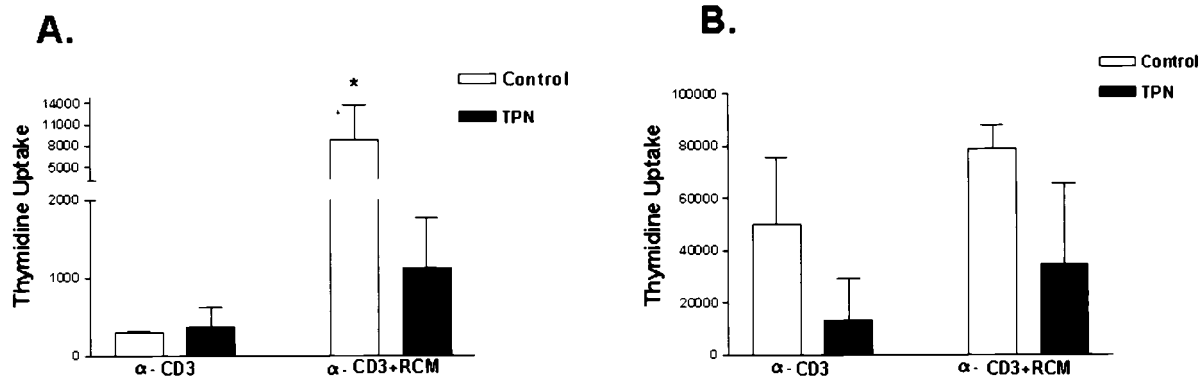 A.
Control
TPN
*
Thymidine Uptake
14000
11000
8000
5000
2000
1000
0
α - CD3
α - CD3+RCM
B.
Control
TPN
Thymidine Uptake
100000
80000
60000
40000
20000
0
α - CD3
α - CD3+RCM